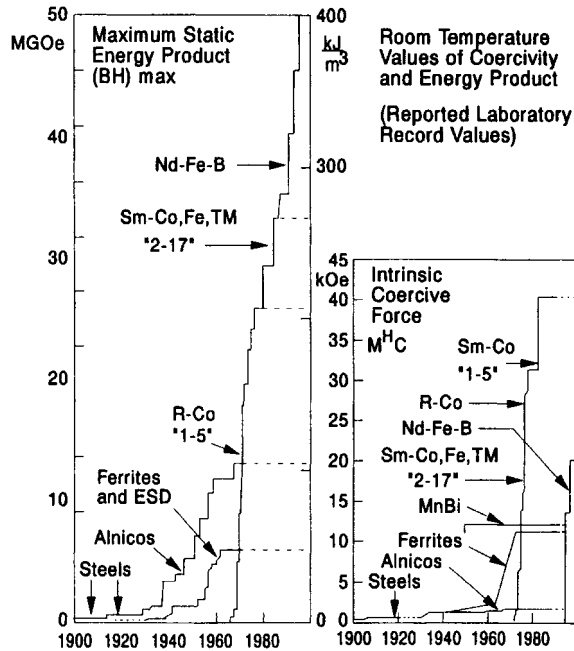 50
MGOe
40
30
20
10
0
Maximum Static
Energy Product
(BH) max
Nd-Fe-B
Sm-Co,Fe,TM
"2-17"
R-Co
"1-5"
Ferrites
and ESD
Alnicos
Steels
1900
1920
1940
1960
1980
400
kJ
m3
300
0
Room Temperature
Values of Coercivity
and Energy Product
(Reported Laboratory
Record Values)
45
kOe
40
35
30
25
20
15
10
5
0
Intrinsic
Coercive
Force
MHC
Sm-Co
"1-5"
R-Co
Nd-Fe-B
Sm-Co,Fe,TM
"2-17"
MnBi
Ferrites
Alnicos
Steels
1900
1920
1940
1960
1980